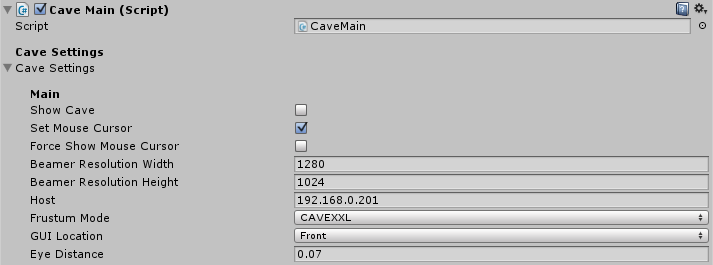 Cave Main (Script)
Script CaveMain
Cave Settings
Cave Settings
Main
Show Cave
Set Mouse Cursor
Force Show Mouse Cursor
Beamer Resolution Width 1280
Beamer Resolution Height 1024
Host 192.168.0.201
Frustum Mode CAVEXXL
GUI Location Front
Eye Distance 0.07